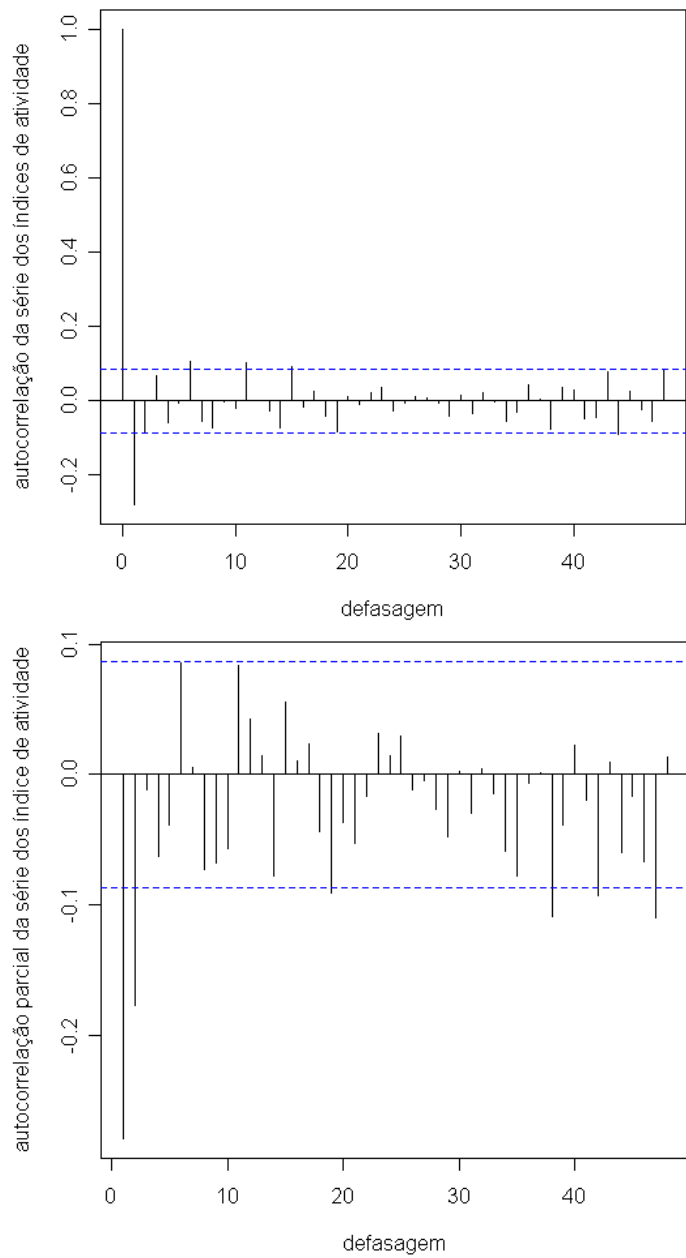 autocorrelação da série dos índices de atividade
1.0
0.8
0.6
0.4
0.2
0.0
-0.2
0 10 20 30 40
defasagem
autocorrelação parcial da série dos índice de atividade
0.1
0.0
-0.1
-0.2
0 10 20 30 40
defasagem